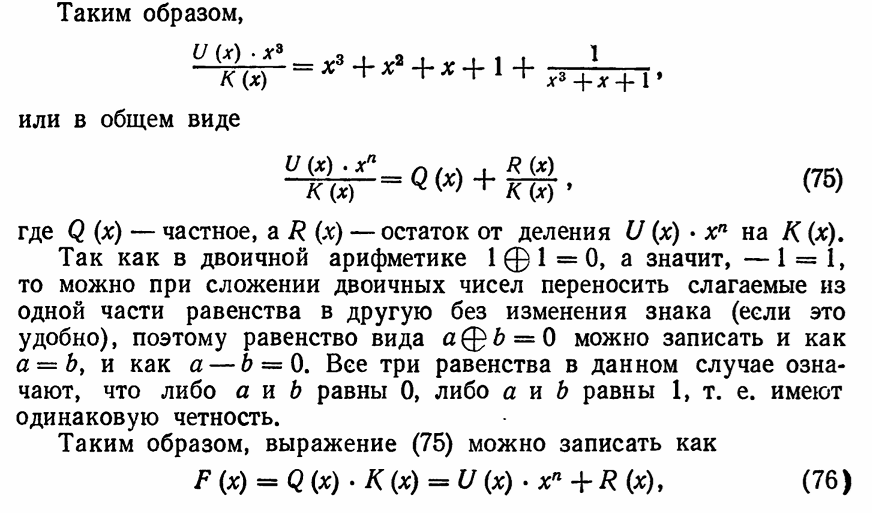 Таким образом,
U (x) · x³ / K (x) = x³ + x² + x + 1 + 1 / x³ + x + 1 ,
или в общем виде
U (x) · xⁿ / K (x) = Q (x) + R (x) / K (x) , (75)
где Q (x) — частное, а R (x) — остаток от деления U (x) · xⁿ на K (x).
Так как в двоичной арифметике 1 ⊕ 1 = 0, а значит, — 1 = 1,
то можно при сложении двоичных чисел переносить слагаемые из
одной части равенства в другую без изменения знака (если это
удобно), поэтому равенство вида a ⊕ b = 0 можно записать и как
a = b, и как a — b = 0. Все три равенства в данном случае озна-
чают, что либо a и b равны 0, либо a и b равны 1, т. е. имеют
одинаковую четность.
Таким образом, выражение (75) можно записать как
F (x) = Q (x) · K (x) = U (x) · xⁿ + R (x), (76)